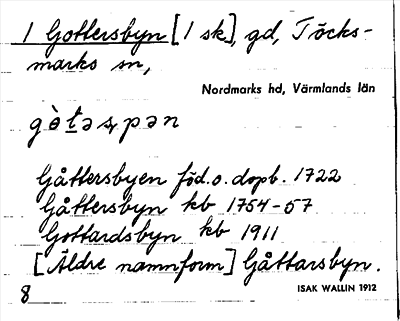 1 Gottersbyn [1 sk], gd, Töcks-
marks sn,
Nordmarks hd, Värmlands län
Gåttersbyen föd. o. dopb. 1722
Gåttersbyn kb 1754-57
Gottardsbyn kb 1911
[Äldre namnform] Gåttarsbyn.
8
ISAK WALLIN 1912